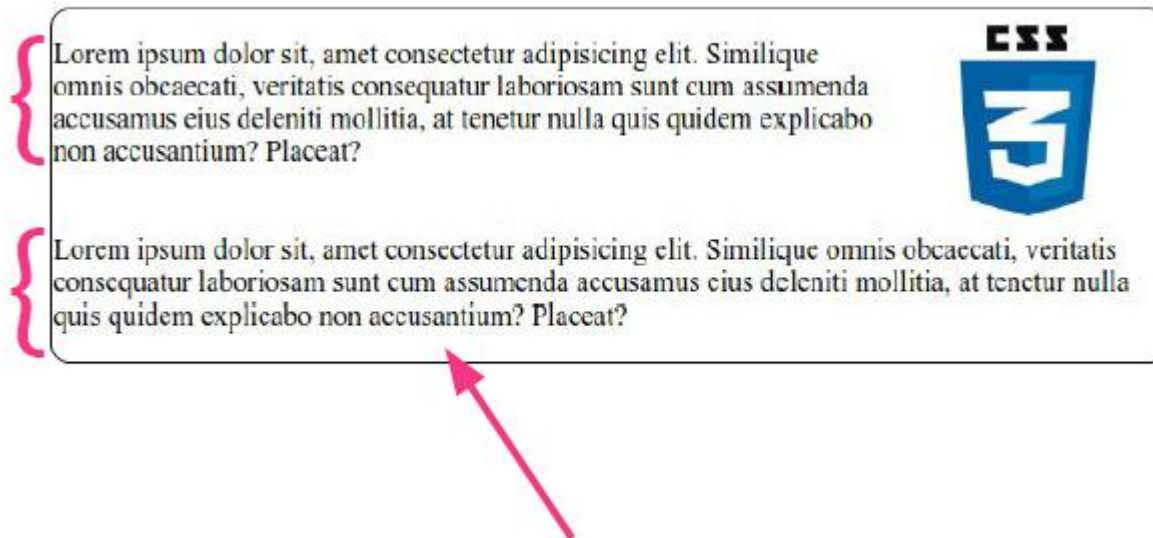 CSS
Lorem ipsum dolor sit, amet consectetur adipisicing elit. Similique
omnis obcaecati, veritatis consequatur laboriosam sunt cum assumenda
accusamus eius deleniti mollitia, at tenetur nulla quis quidem explicabo
non accusantium? Placeat?
3
Lorem ipsum dolor sit, amet consectetur adipisicing elit. Similique omnis obcaecati, veritatis
consequatur laboriosam sunt cum assumenda accusamus eius deleniti mollitia, at tenetur nulla
quis quidem explicabo non accusantium? Placeat?